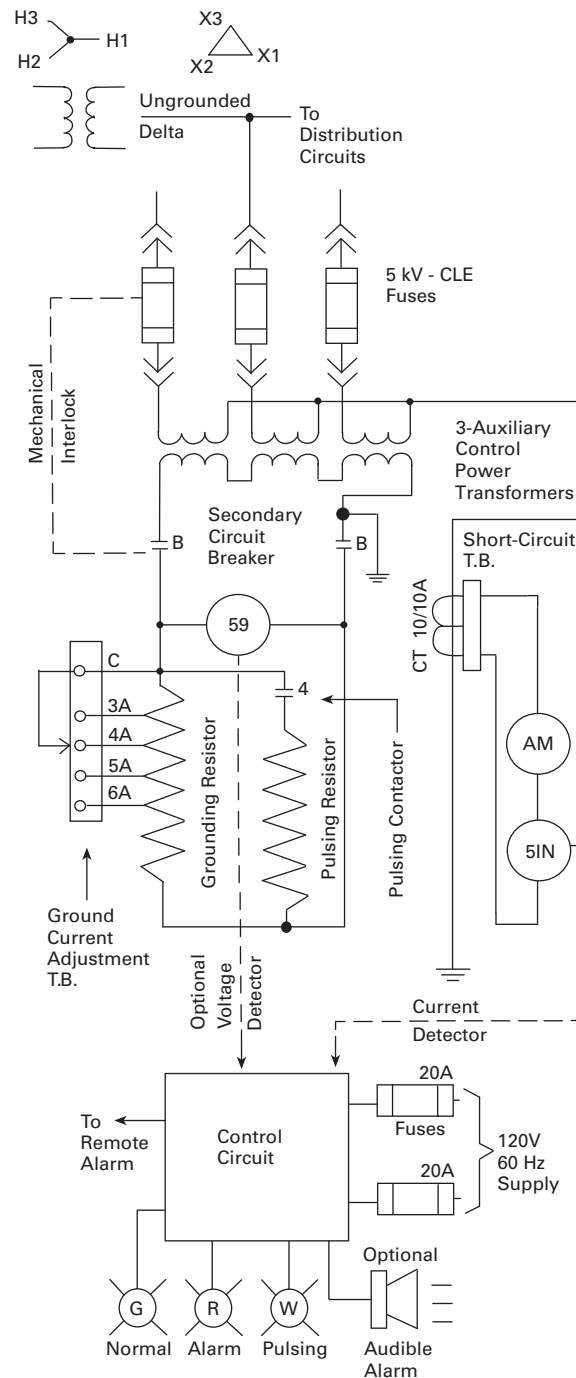 H3
H1
H2
X3
X2
X1
Ungrounded
Delta
To
Distribution
Circuits
5 kV - CLE
Fuses
Mechanical
Interlock
3-Auxiliary
Control
Power
Transformers
Secondary
Circuit
Breaker
B
B
Short-Circuit
T.B.
CT 10/10A
59
C
3A
4A
5A
6A
4
Grounding Resistor
Pulsing Resistor
Pulsing Contactor
AM
5IN
Ground
Current
Adjustment
T.B.
Optional
Voltage
Detector
Current
Detector
To
Remote
Alarm
Control
Circuit
20A
Fuses
20A
120V
60 Hz
Supply
G
R
W
Optional
Normal
Alarm
Pulsing
Audible
Alarm